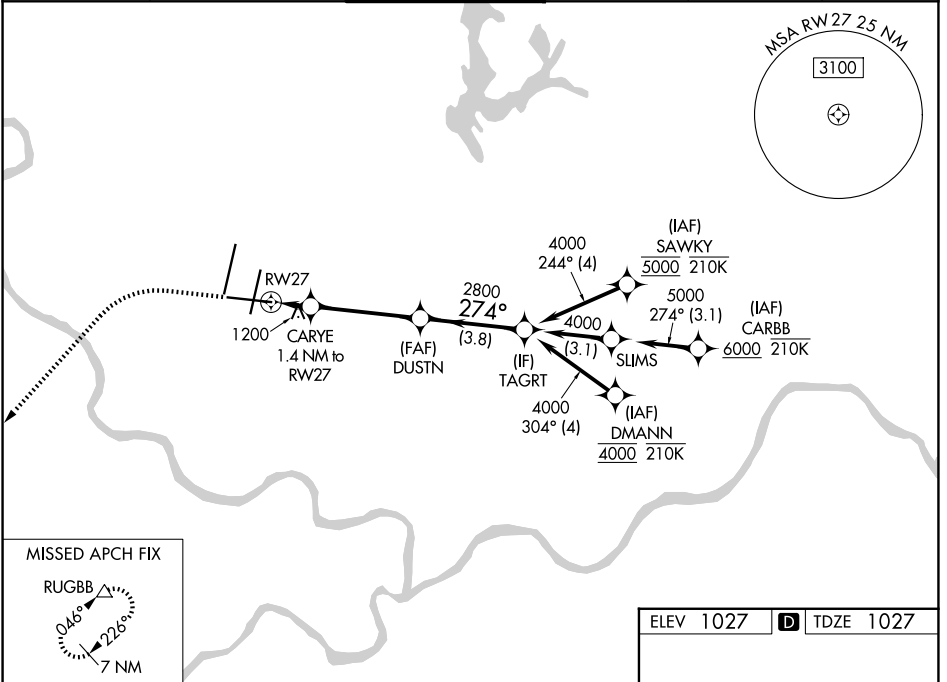 MSA RW27 25 NM
3100
(IAF)
SAWKY
5000 210K
4000
244° (4)
5000
274° (3.1)
(IAF)
CARBB
6000 210K
RW27
2800
274°
(3.8)
4000
(3.1)
SLIMS
1200
CARYE
1.4 NM to
RW27
(FAF)
DUSTN
(IF)
TAGRT
4000
304° (4)
(IAF)
DMANN
4000 210K
MISSED APCH FIX
RUGBB
046°
226°
7 NM
ELEV 1027 D TDZE 1027